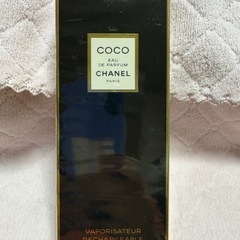 COCO
EAU
DE PARFUM
CHANEL
PARIS
VAPORISATEUR
RECHARGEABLE